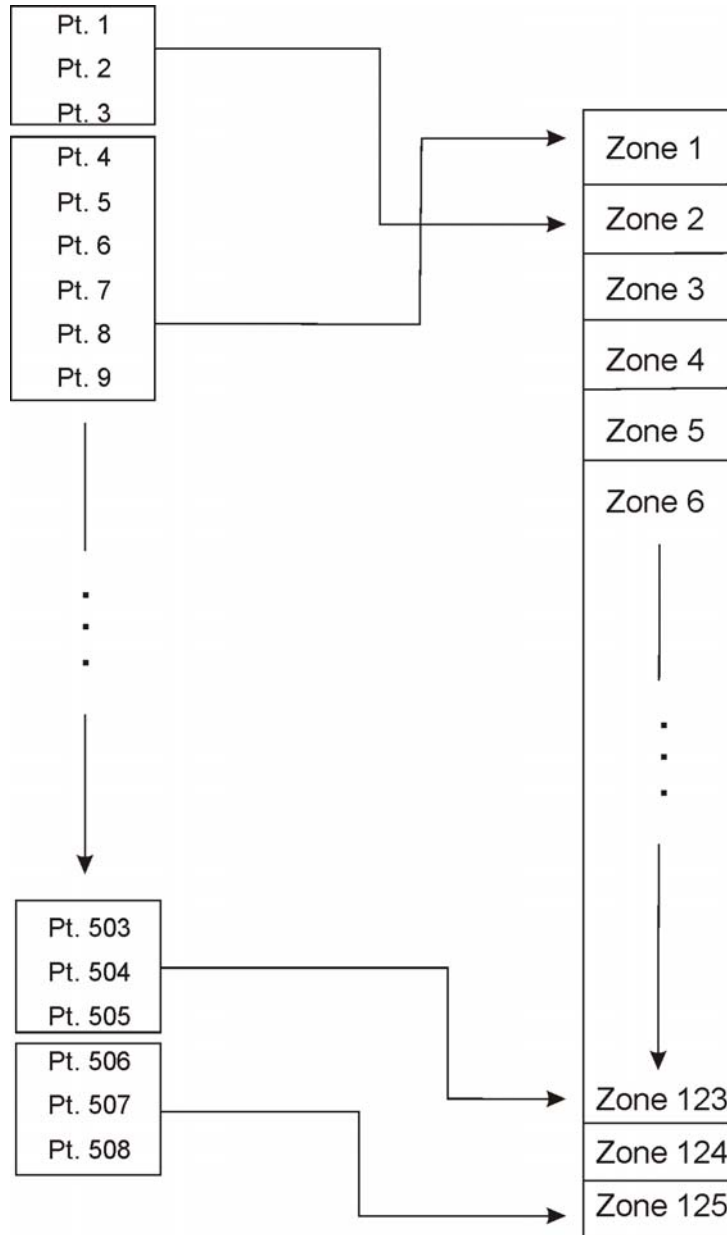 Pt. 1
Pt. 2
Pt. 3
Pt. 4
Pt. 5
Pt. 6
Pt. 7
Pt. 8
Pt. 9
Pt. 503
Pt. 504
Pt. 505
Pt. 506
Pt. 507
Pt. 508
Zone 1
Zone 2
Zone 3
Zone 4
Zone 5
Zone 6
Zone 123
Zone 124
Zone 125